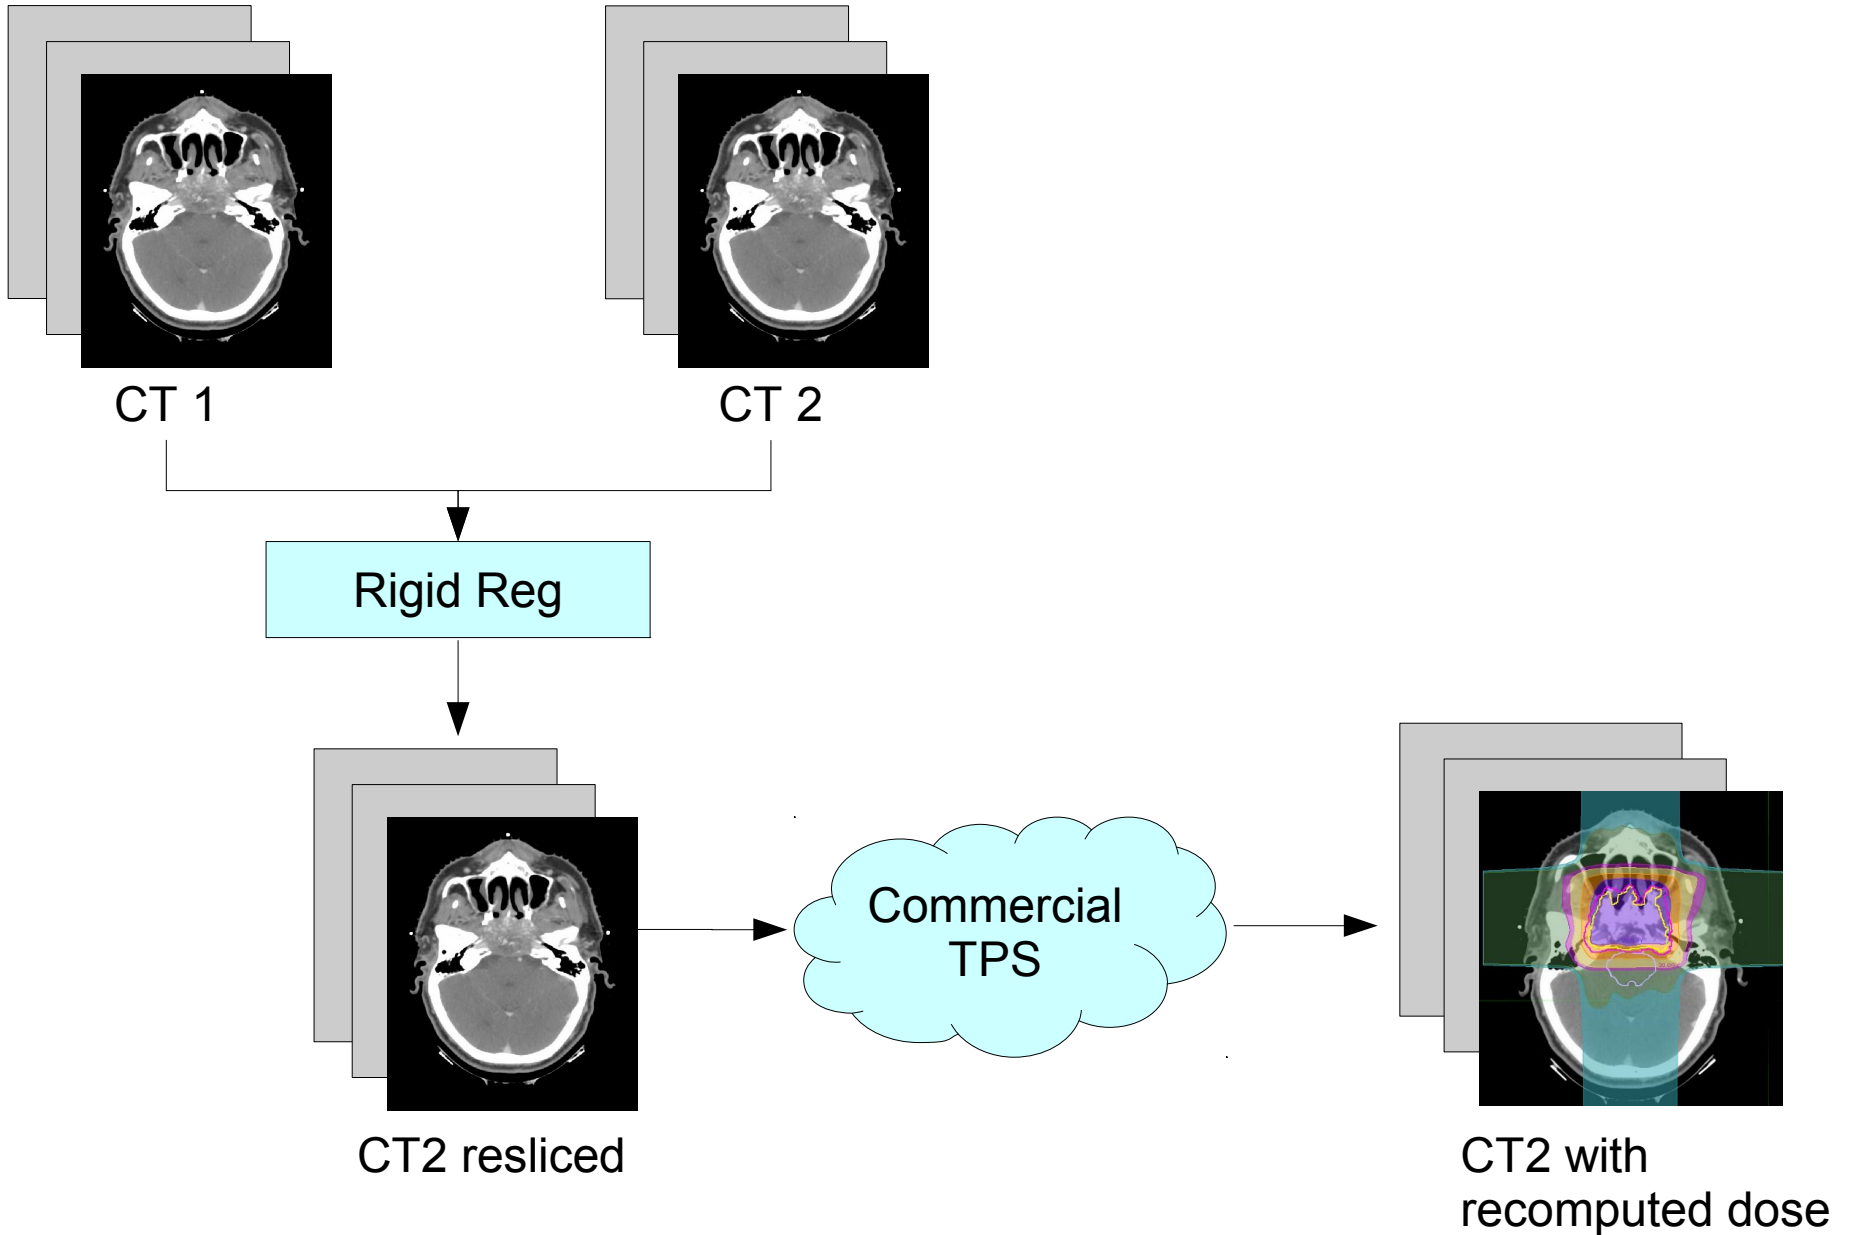 CT 1
CT 2
Rigid Reg
Commercial
TPS
CT2 resliced
CT2 with
recomputed dose